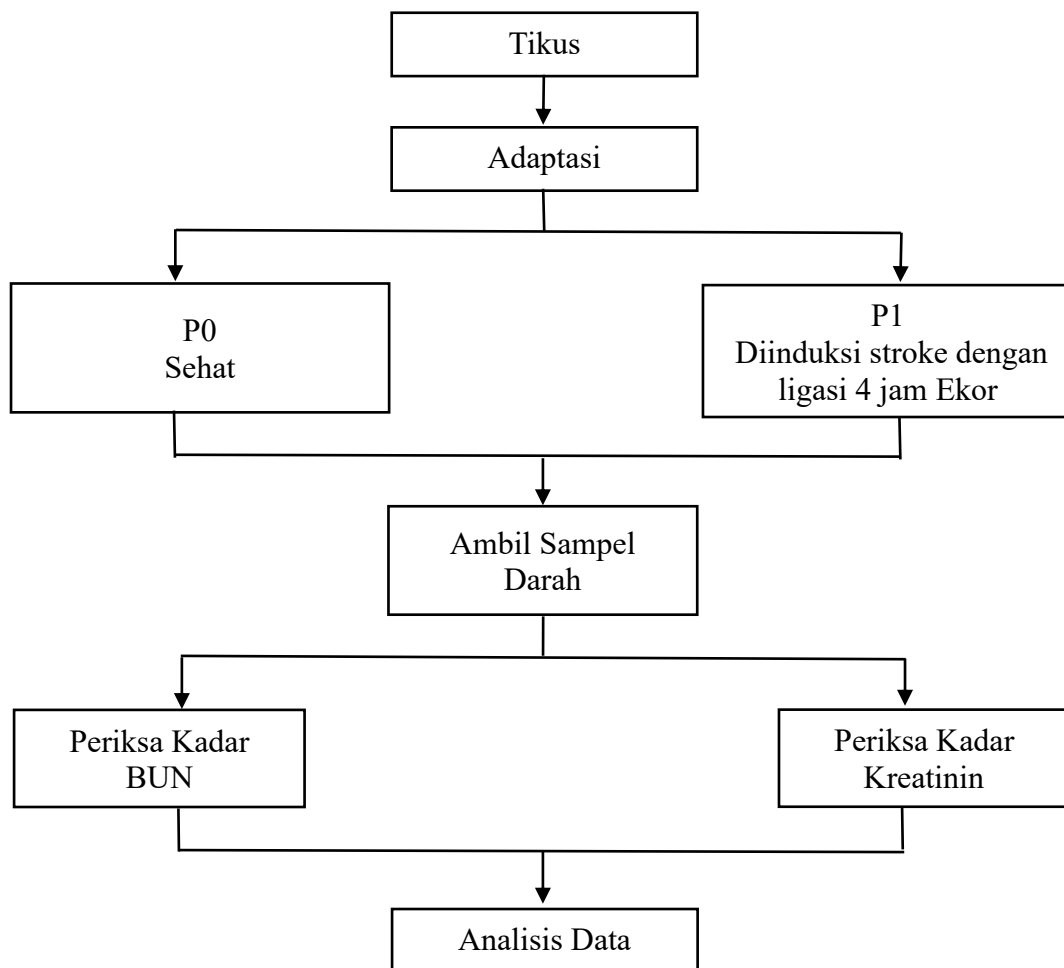 Tikus
Adaptasi
P0
Sehat
P1
Diinduksi stroke dengan
ligasi 4 jam Ekor
Ambil Sampel
Darah
Periksa Kadar
BUN
Periksa Kadar
Kreatinin
Analisis Data